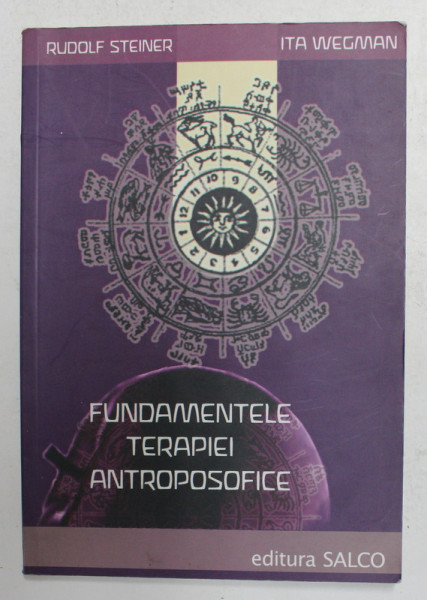 RUDOLF STEINER
ITA WEGMAN
FUNDAMENTELE
TERAPIEI
ANTROPOSOFICE
editura SALCO